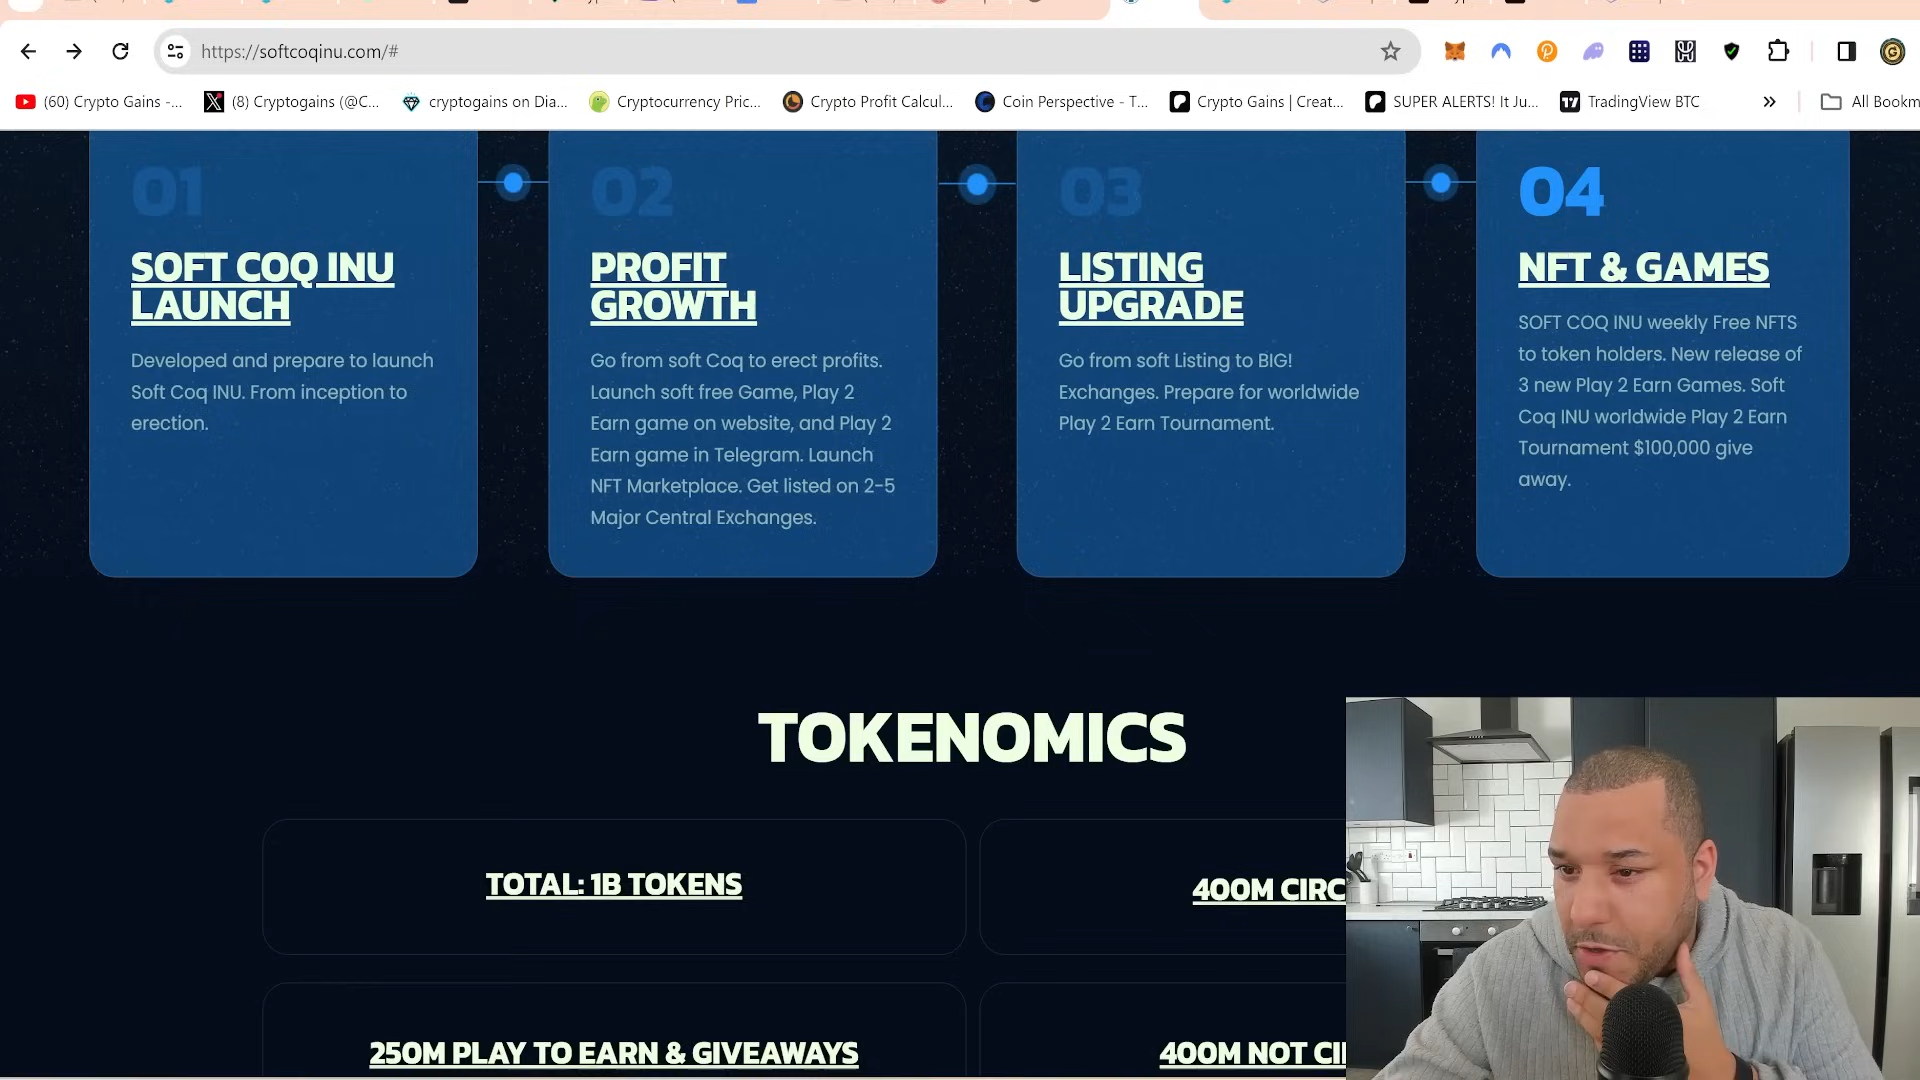 https://softcoqinu.com/#
(60) Crypto Gains -...
(8) Cryptogains (@C...
cryptogains on Dia...
Cryptocurrency Pric...
Crypto Profit Calcul...
Coin Perspective - T...
Crypto Gains | Creat...
SUPER ALERTS! It Ju...
TradingView BTC
All Bookm
01
SOFT COQ INU
LAUNCH
Developed and prepare to launch
Soft Coq INU. From inception to
erection.
02
PROFIT
GROWTH
Go from soft Coq to erect profits.
Launch soft free Game, Play 2
Earn game on website, and Play 2
Earn game in Telegram. Launch
NFT Marketplace. Get listed on 2-5
Major Central Exchanges.
03
LISTING
UPGRADE
Go from soft Listing to BIG!
Exchanges. Prepare for worldwide
Play 2 Earn Tournament.
04
NFT & GAMES
SOFT COQ INU weekly Free NFTS
to token holders. New release of
3 new Play 2 Earn Games. Soft
Coq INU worldwide Play 2 Earn
Tournament $100,000 give
away.
TOKENOMICS
TOTAL: 1B TOKENS
400M CIRC
250M PLAY TO EARN & GIVEAWAYS
400M NOT CI